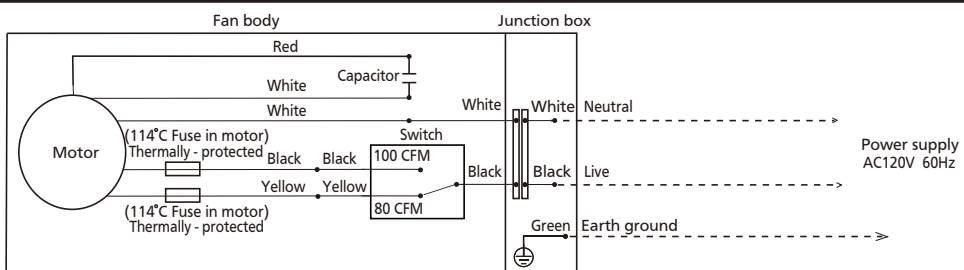 Fan body
Junction box
Red
Capacitor
White
White
White
White
Neutral
(114°C Fuse in motor)
Thermally - protected
Switch
Motor
Black
Black
100 CFM
Black
Black
Live
Power supply
AC120V 60Hz
Yellow
Yellow
80 CFM
(114°C Fuse in motor)
Thermally - protected
Green
Earth ground